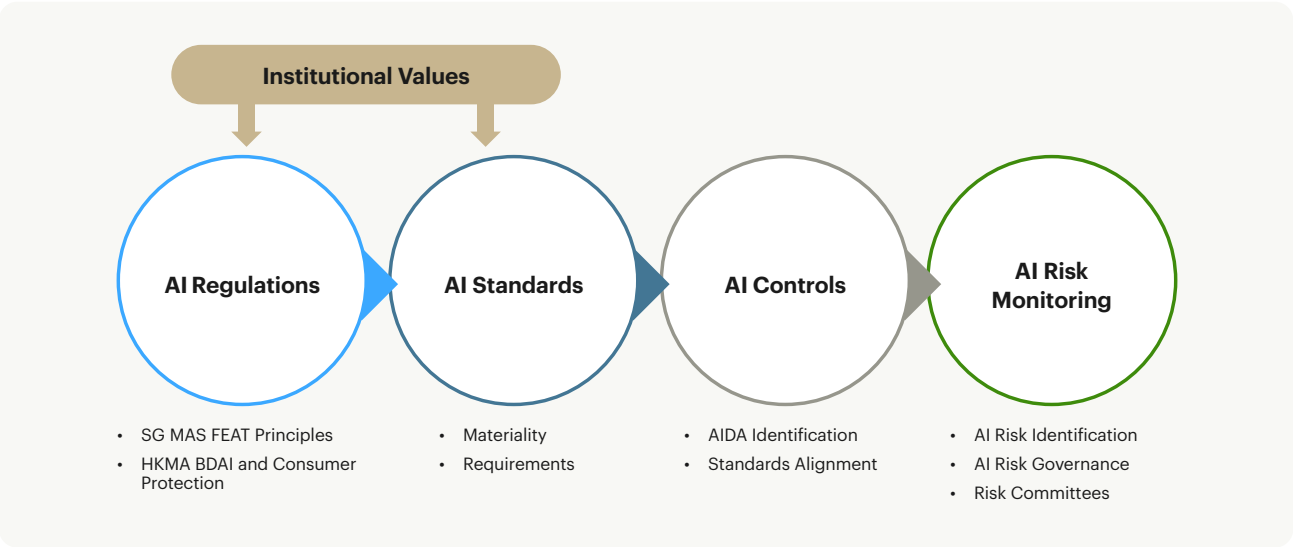 Institutional Values
AI Regulations
AI Standards
AI Controls
AI Risk
Monitoring
• SG MAS FEAT Principles
• HKMA BDAI and Consumer
Protection
• Materiality
• Requirements
• AIDA Identification
• Standards Alignment
• AI Risk Identification
• AI Risk Governance
• Risk Committees